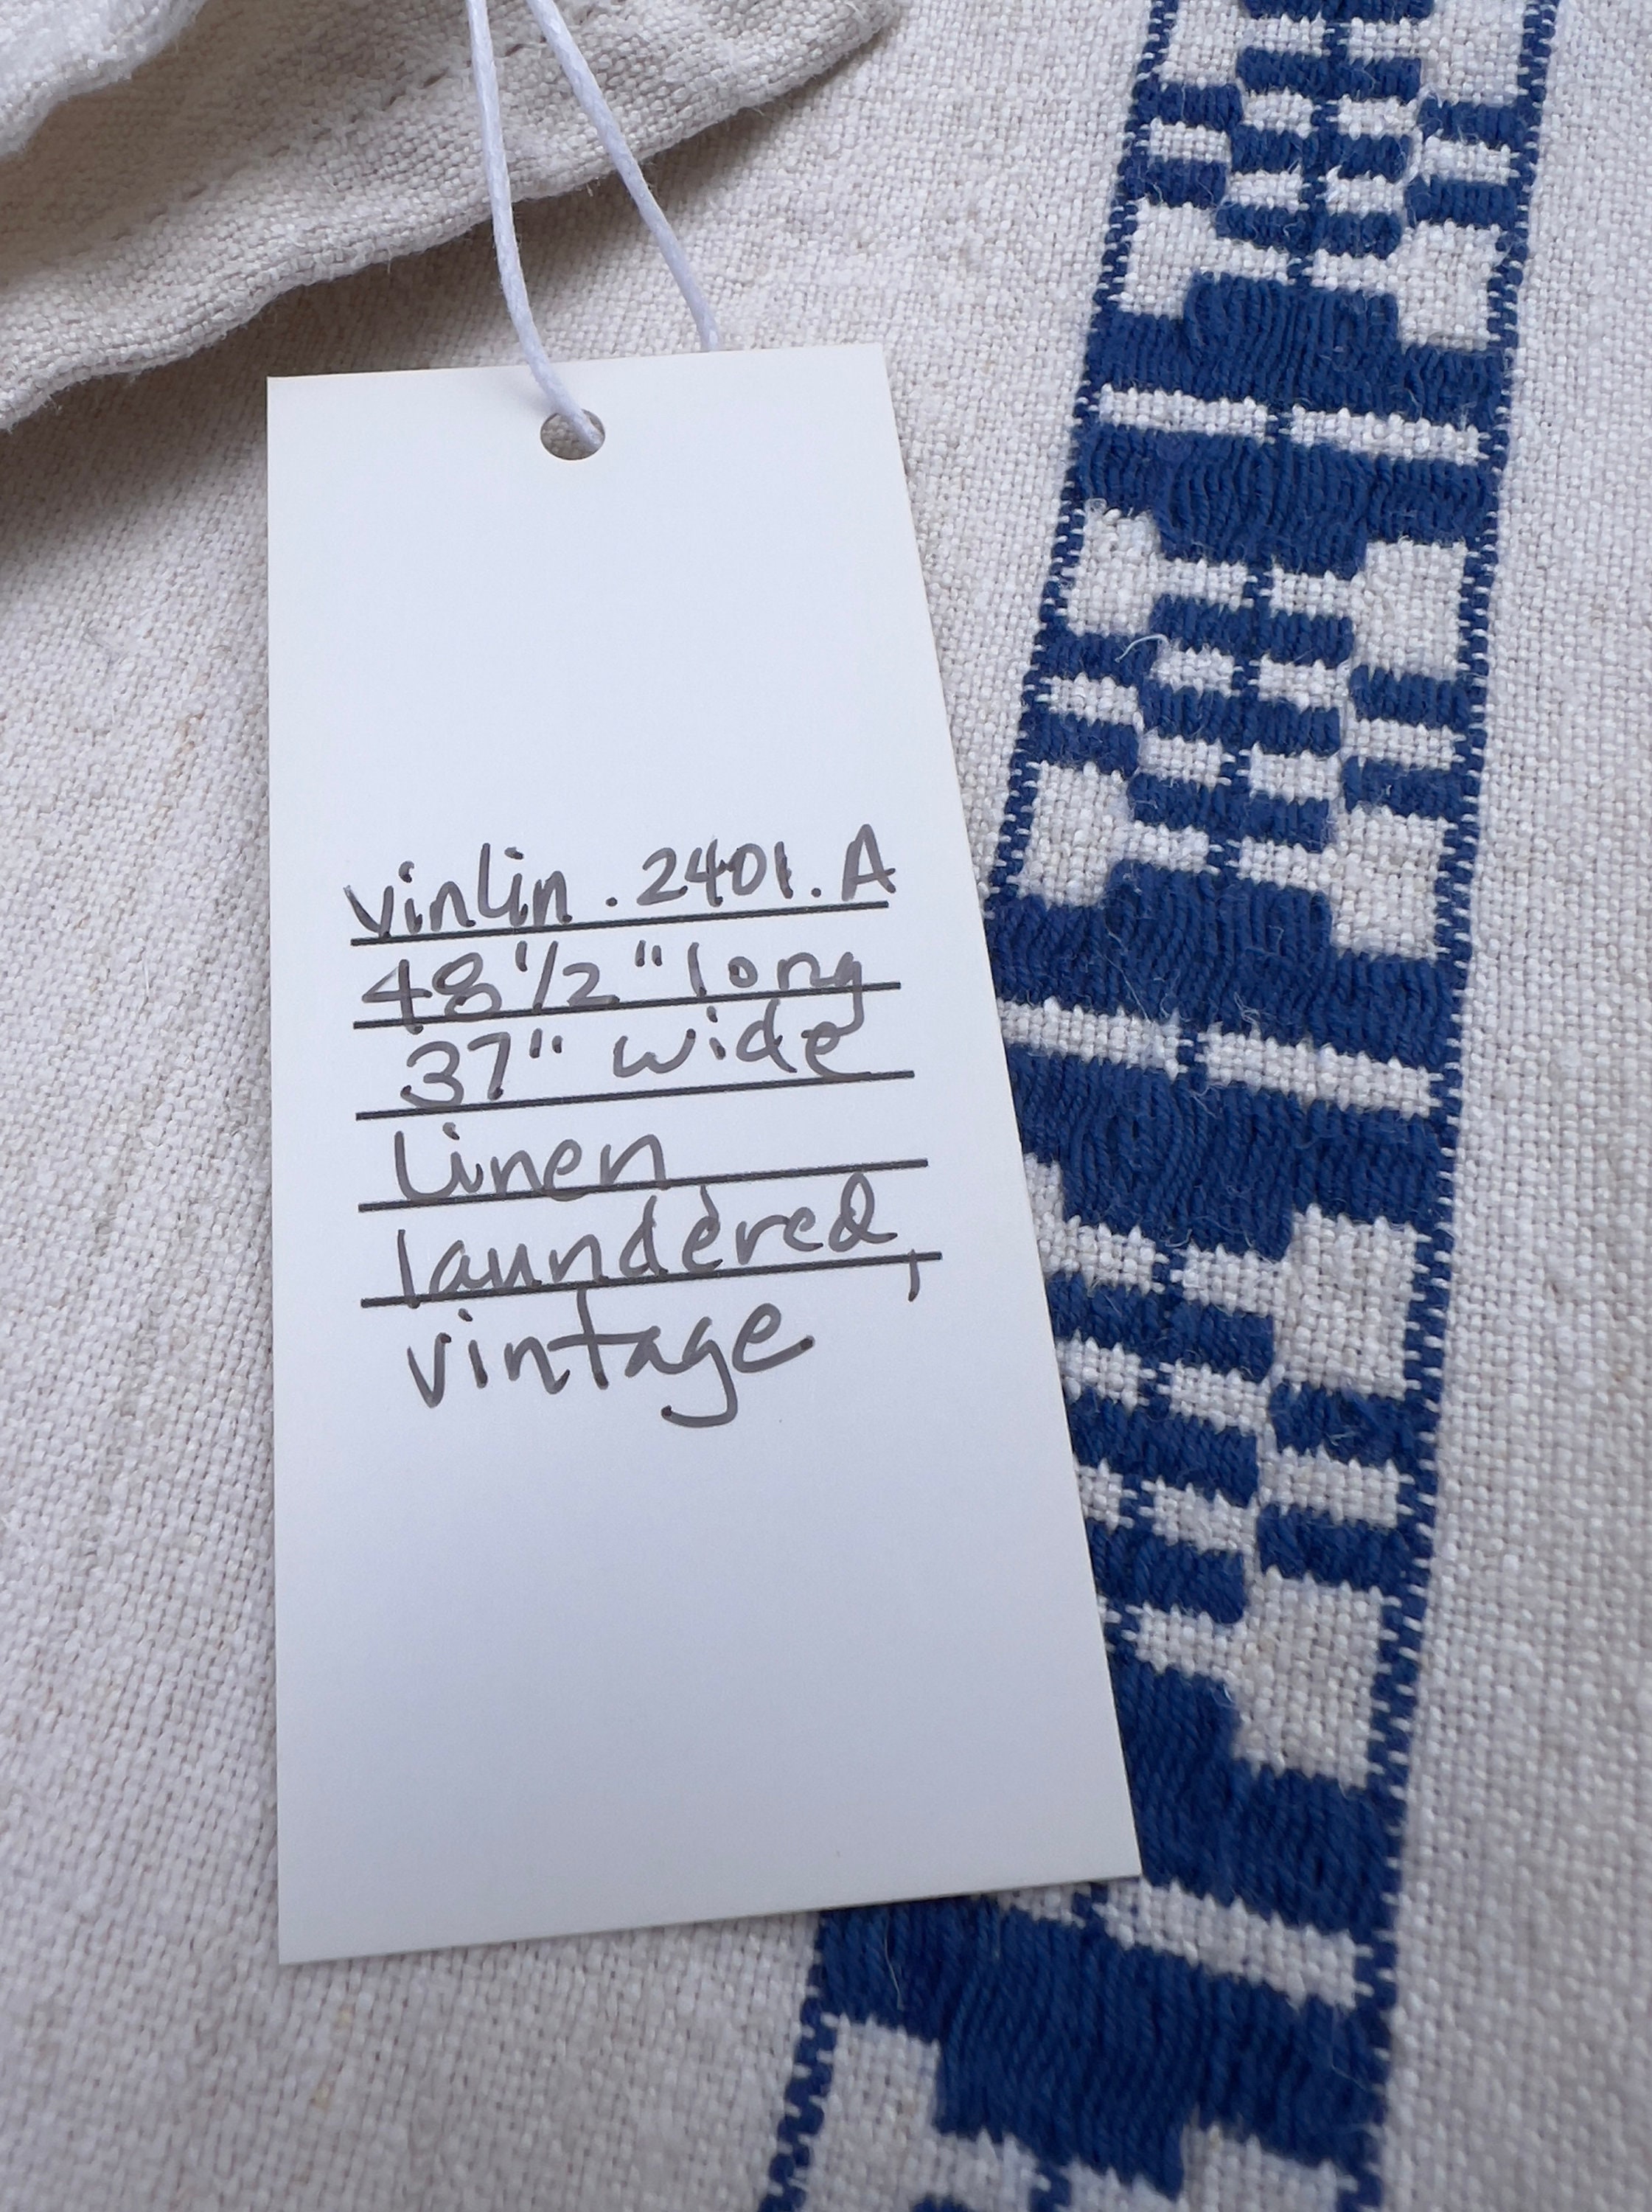 vinlin.2401.A
48 1/2" long
37" wide
Linen
laundered,
vintage